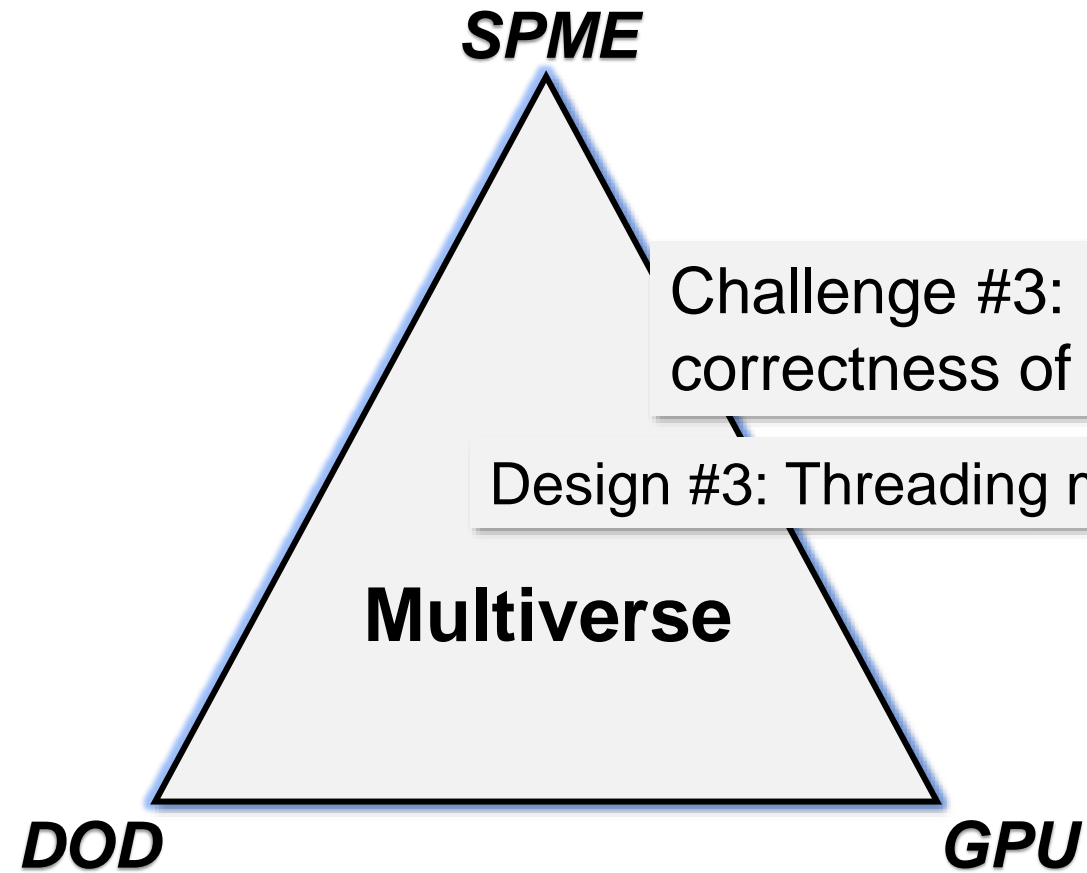 SPME
Challenge #3:
correctness of
Design #3: Threading
Multiverse
DOD
GPU